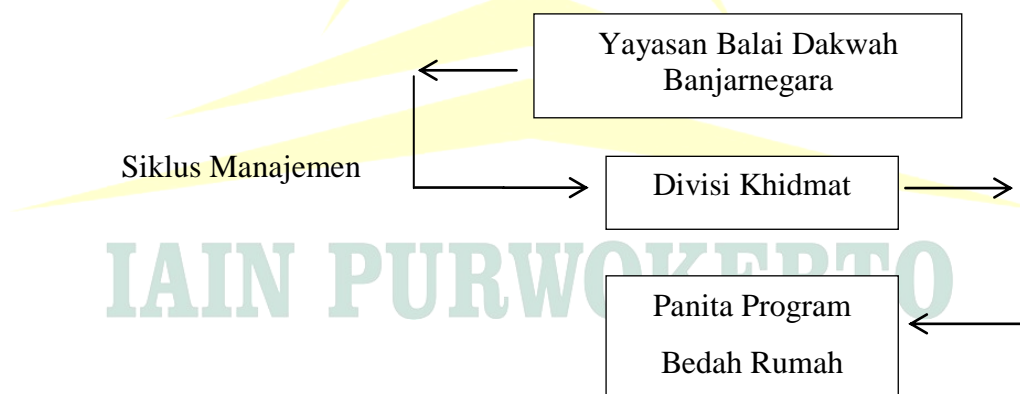 Yayasan Balai Dakwah
Banjarnegara
Siklus Manajemen
Divisi Khidmat
IAIN PURWOKERTO
Panita Program
Bedah Rumah